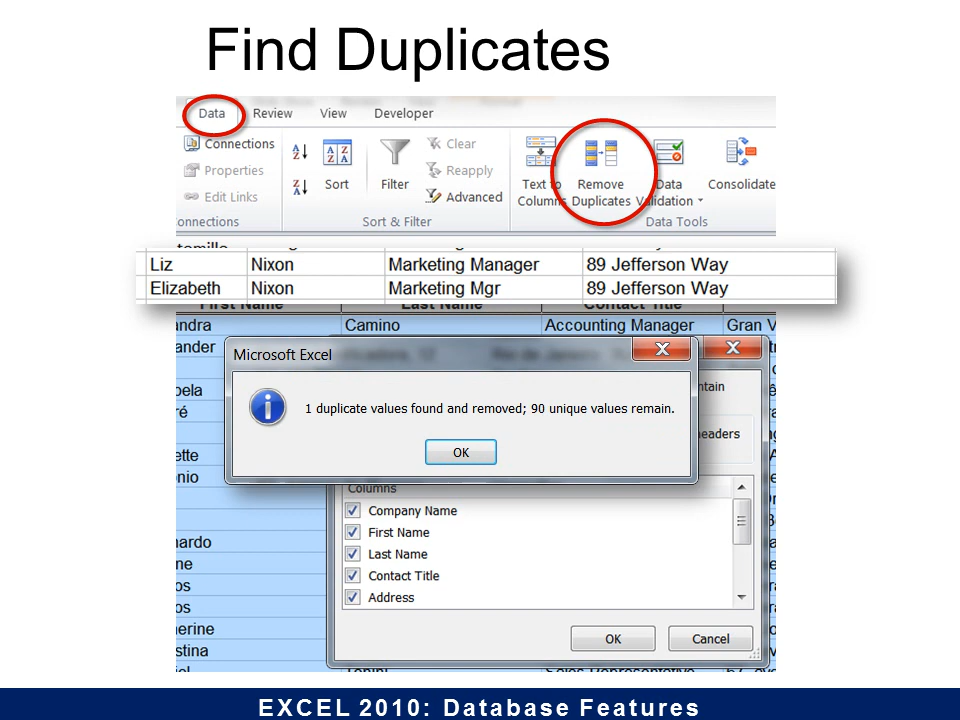 Find Duplicates
Data Review View Developer
Connections
Properties
Edit Links
onnections
Sort
Filter
Clear
Reapply
Advanced
Sort & Filter
Text to
Columns
Remove
Duplicates
Data
Validation
Consolidate
Data Tools
Liz Nixon Marketing Manager 89 Jefferson Way
Elizabeth Nixon Marketing Mgr 89 Jefferson Way
First Name Last Name Contact Title
andra Camino Accounting Manager Gran V
ander
Microsoft Excel
ntain
1 duplicate values found and removed; 90 unique values remain.
eaders
OK
ette
onio
Columns
Company Name
First Name
Last Name
Contact Title
Address
nardo
ne
os
os
herine
stina
OK Cancel
EXCEL 2010: Database Features